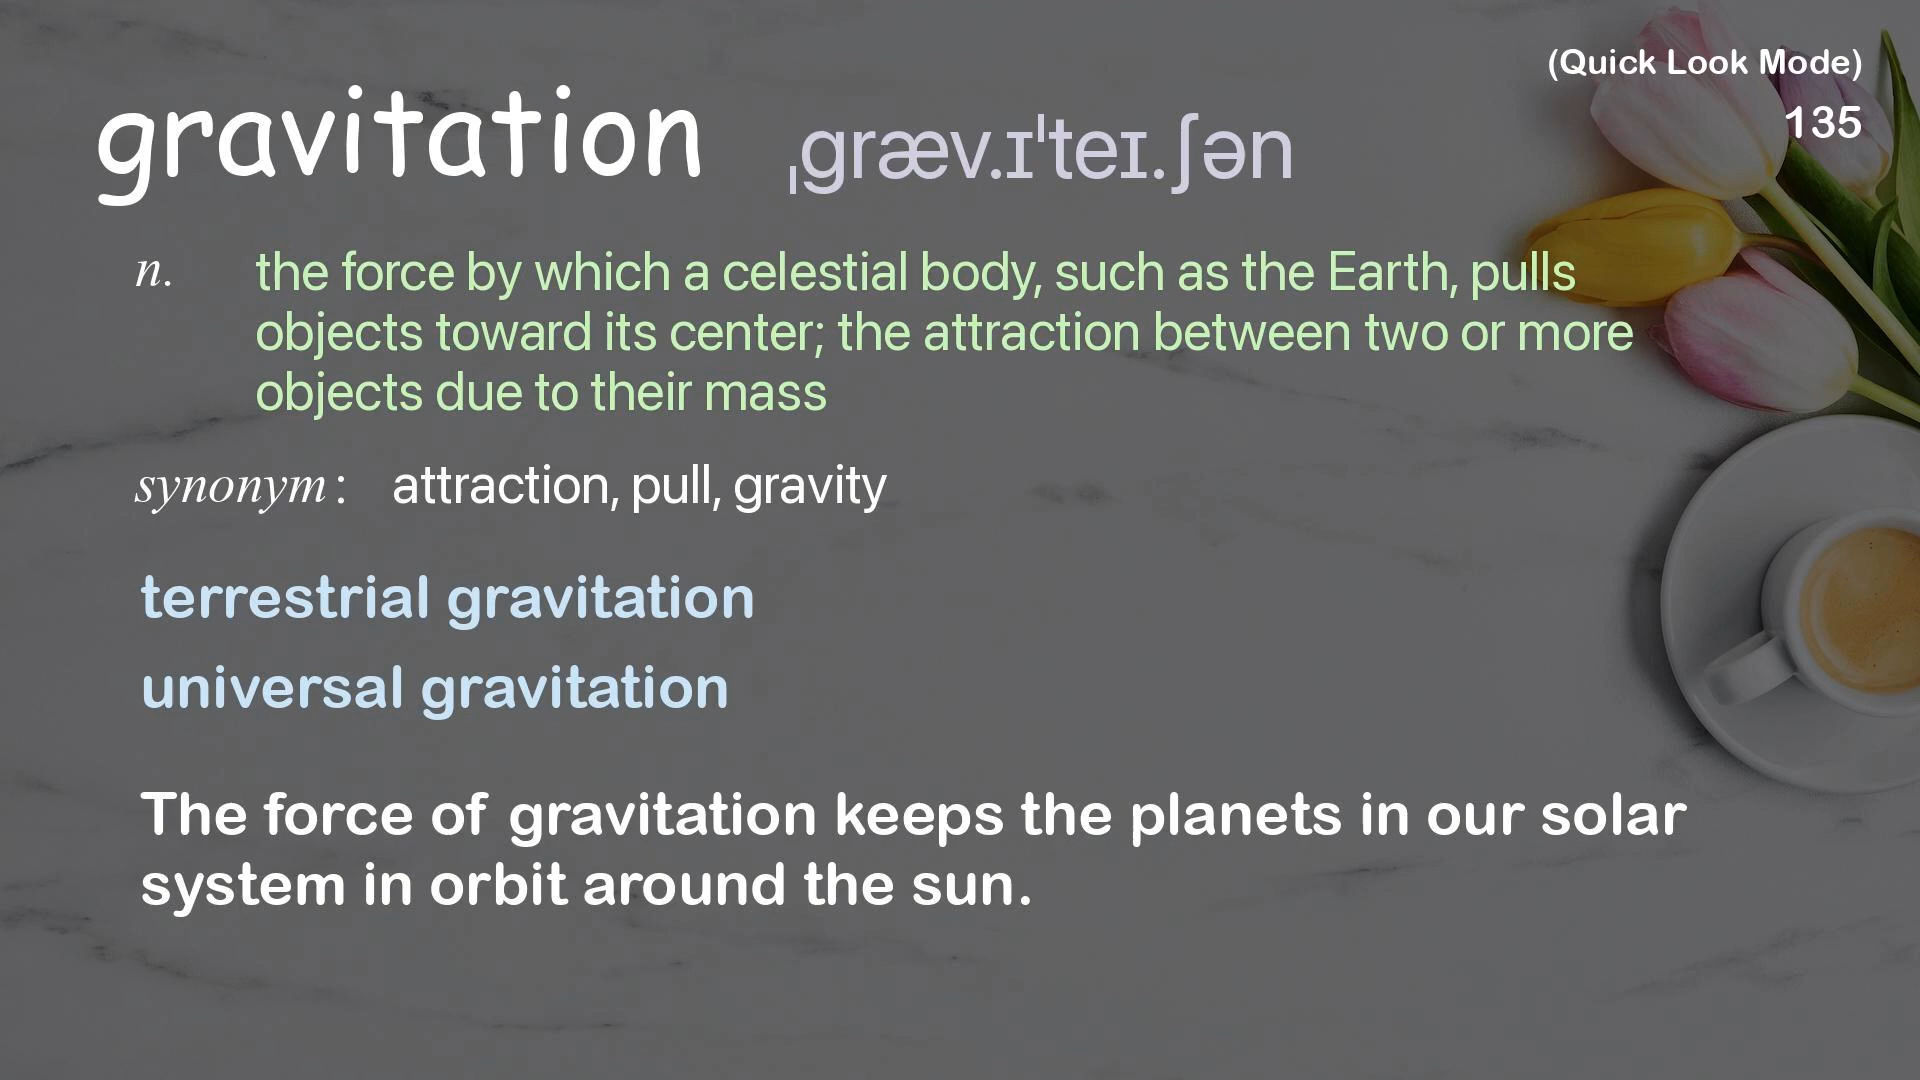 (Quick Look Mode)
135
gravitation ˌɡræv.ɪˈteɪ.ʃən
n. the force by which a celestial body, such as the Earth, pulls
objects toward its center; the attraction between two or more
objects due to their mass
synonym : attraction, pull, gravity
terrestrial gravitation
universal gravitation
The force of gravitation keeps the planets in our solar
system in orbit around the sun.